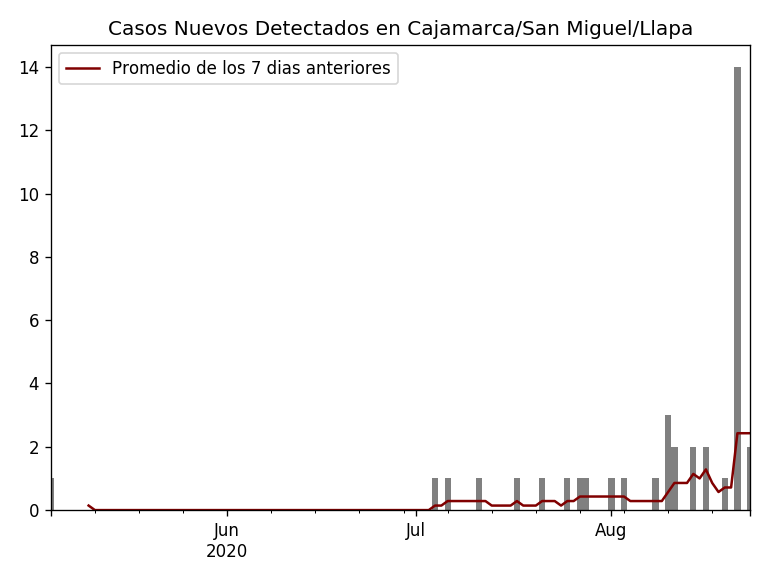 Casos Nuevos Detectados en Cajamarca/San Miguel/Llapa
Promedio de los 7 dias anteriores
14
12
10
8
6
4
2
0
Jun
2020
Jul
Aug